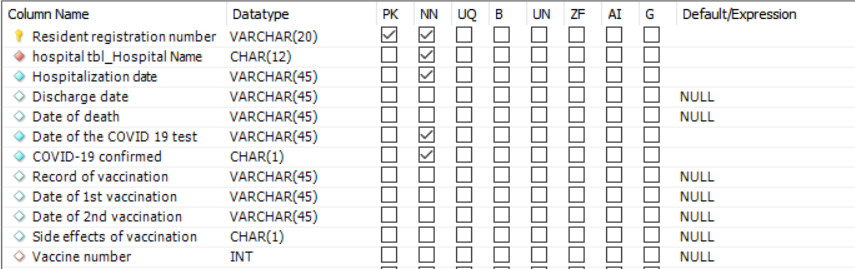 Column Name Datatype PK NN UQ B UN ZF AI G Default/Expression
Resident registration number VARCHAR(20)
hospital tbl_Hospital Name CHAR(12)
Hospitalization date VARCHAR(45)
Discharge date VARCHAR(45) NULL
Date of death VARCHAR(45) NULL
Date of the COVID 19 test VARCHAR(45)
COVID-19 confirmed CHAR(1)
Record of vaccination VARCHAR(45) NULL
Date of 1st vaccination VARCHAR(45) NULL
Date of 2nd vaccination VARCHAR(45) NULL
Side effects of vaccination CHAR(1) NULL
Vaccine number INT NULL